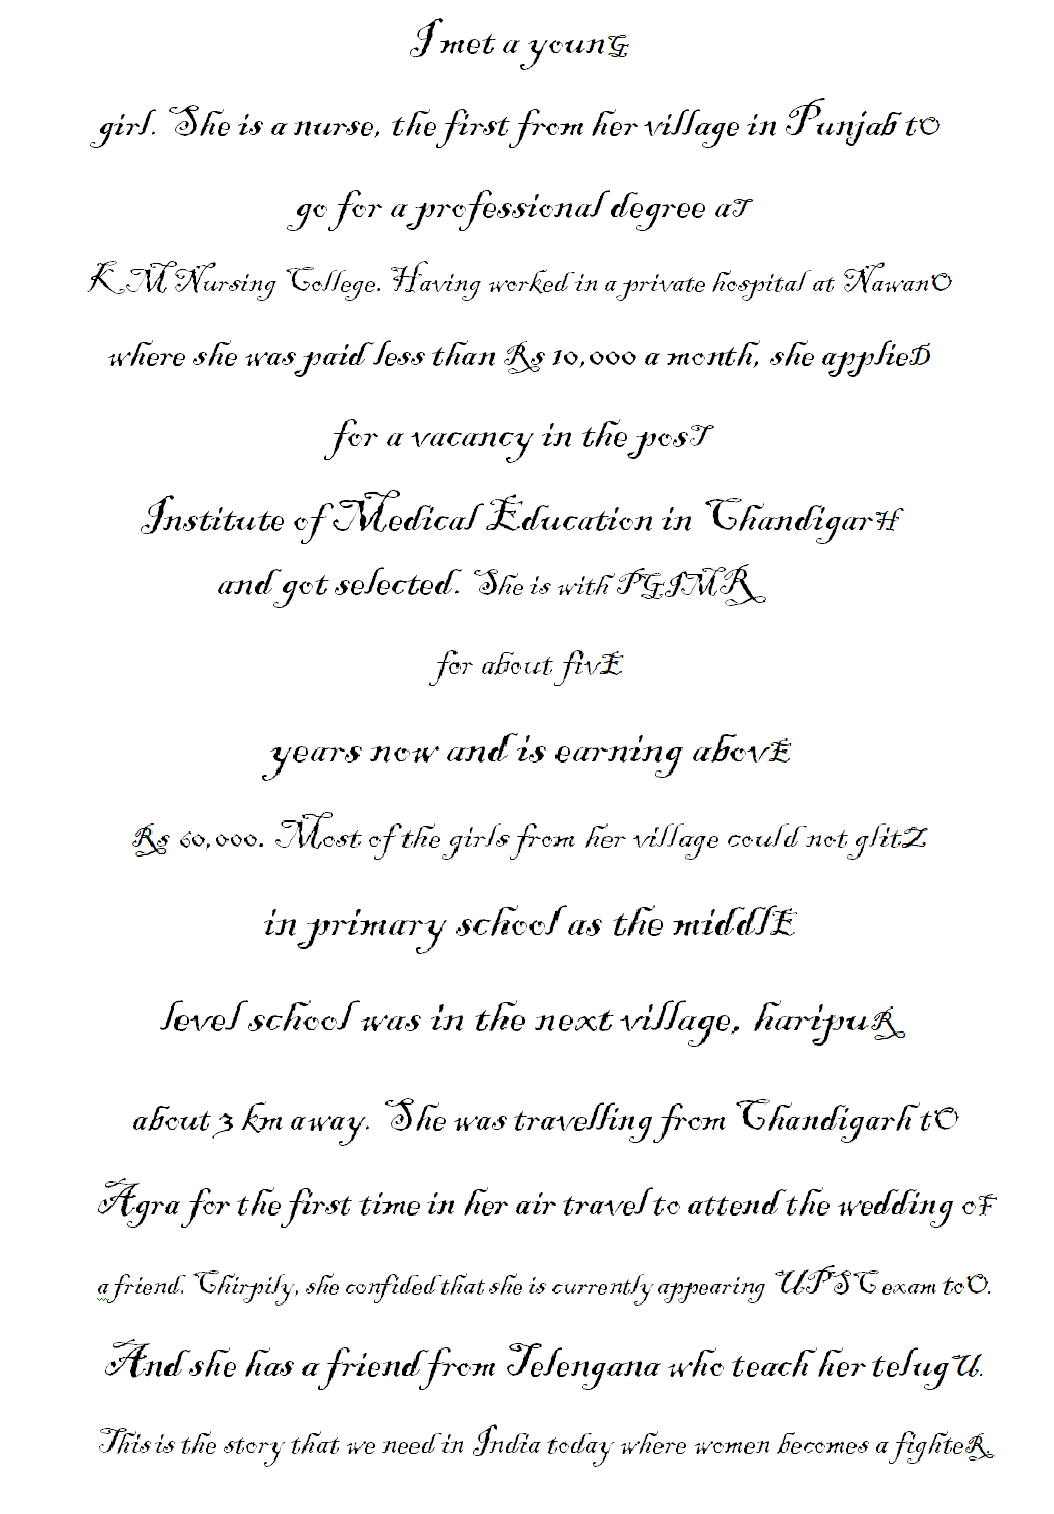 I met a younG
girl. She is a nurse, the first from her village in Punjab tO
go for a professional degree aT
K M Nursing College. Having worked in a private hospital at NawanO
where she was paid less than Rs 10,000 a month, she applieD
for a vacancy in the posT
Institute of Medical Education in ChandigarH
and got selected. She is with PGIMR
for about fivE
years now and is earning abovE
Rs 60,000. Most of the girls from her village could not glitZ
in primary school as the middlE
level school was in the next village, haripuR
about 3 km away. She was travelling from Chandigarh tO
Agra for the first time in her air travel to attend the wedding oF
a friend. Chirpily, she confided that she is currently appearing UPSC exam toO.
And she has a friend from Telengana who teach her telugU.
This is the story that we need in India today where women becomes a fighteR.